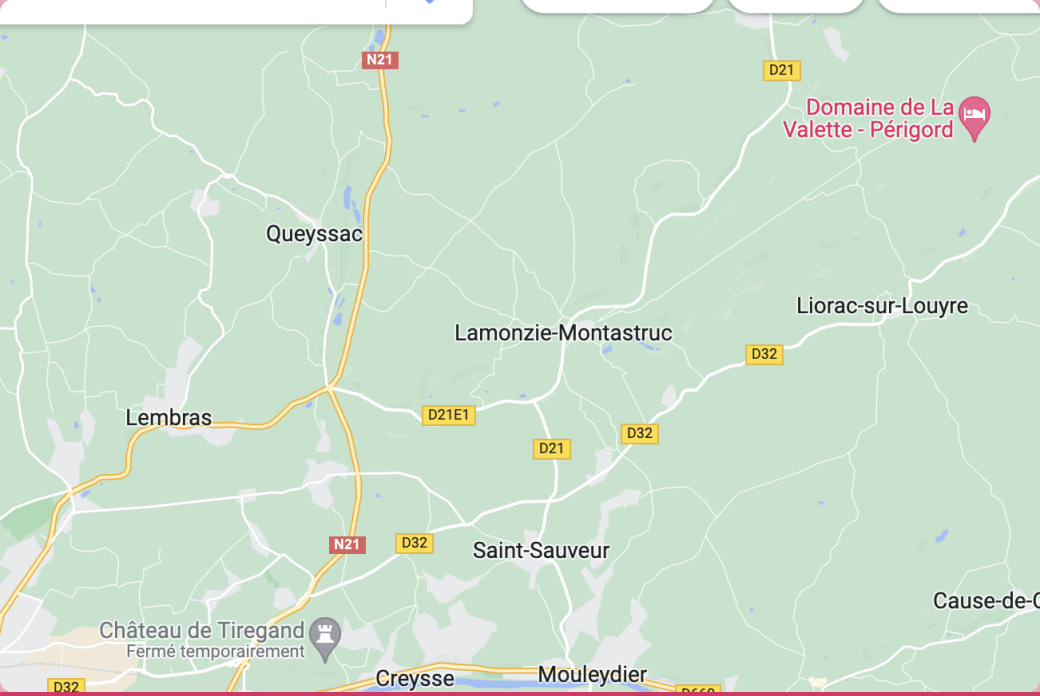 N21
D21
Domaine de La
Valette - Périgord
Queyssac
Liorac-sur-Louyre
Lamonzie-Montastruc
D32
Lembras
D21E1
D32
D21
N21
D32
Saint-Sauveur
Cause-de-C
Château de Tiregand
Fermé temporairement
Creysse
Mouleydier
D32
D660